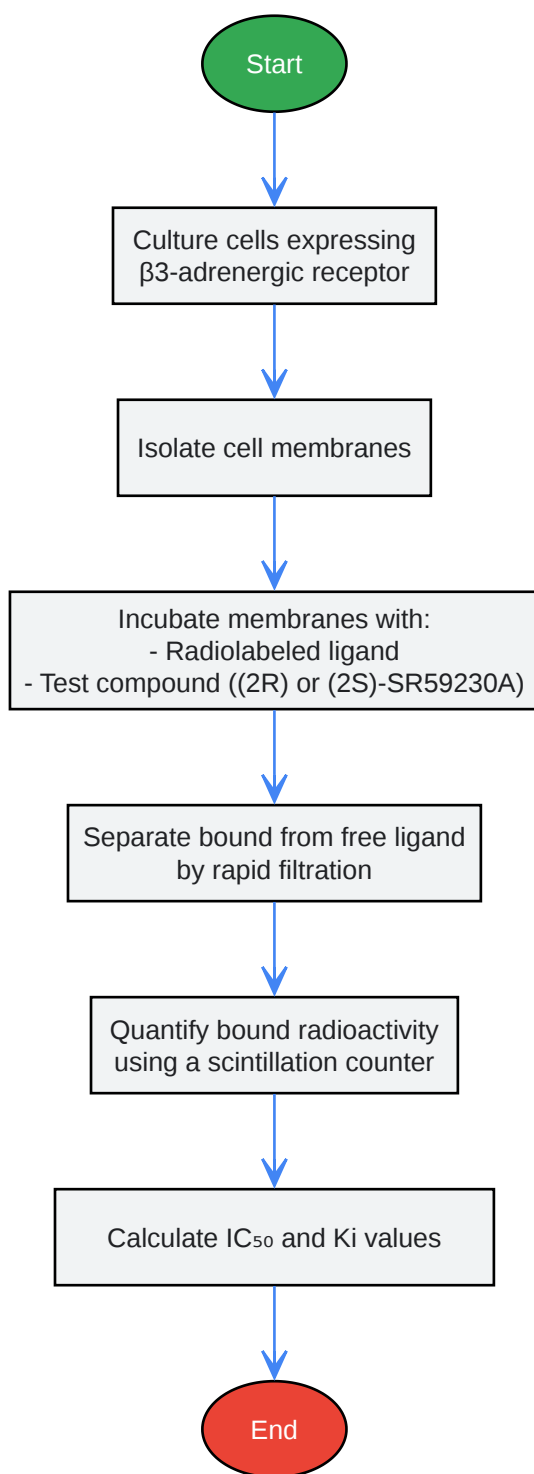 Start
Culture cells expressing
β3-adrenergic receptor
Isolate cell membranes
Incubate membranes with:
- Radiolabeled ligand
- Test compound ((2R) or (2S)-SR59230A)
Separate bound from free ligand
by rapid filtration
Quantify bound radioactivity
using a scintillation counter
Calculate IC₅₀ and Ki values
End